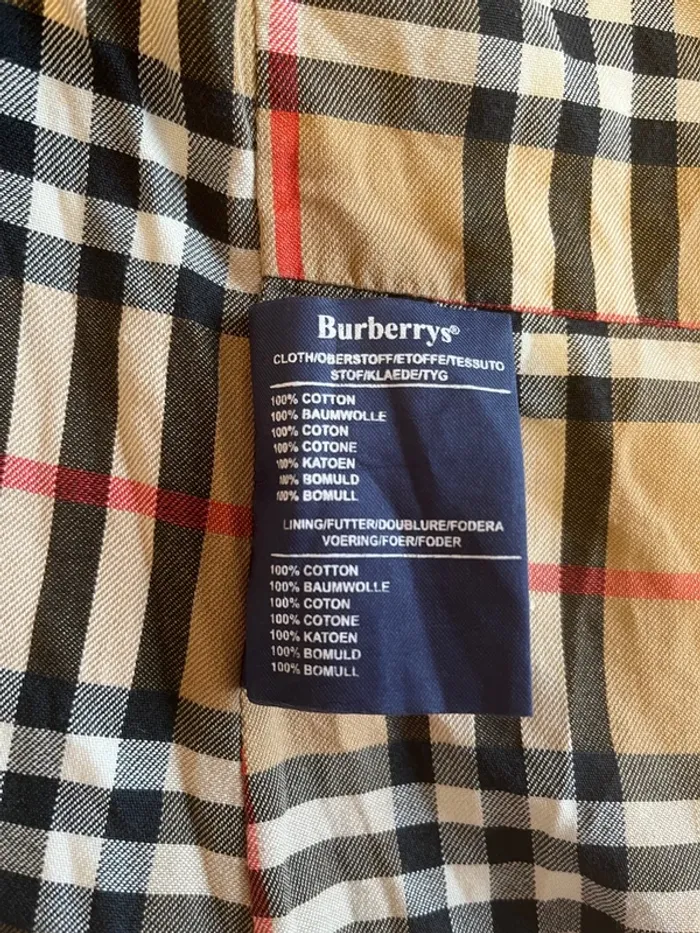 Burberrys®
CLOTH/OBERSTOFF/ETOFFE/TESSUTO
STOF/KLAEDE/TYG
100% COTTON
100% BAUMWOLLE
100% COTON
100% COTONE
100% KATOEN
100% BOMULD
100% BOMULL
LINING/FUTTER/DOUBLURE/FODERA
VOERING/FOER/FODER
100% COTTON
100% BAUMWOLLE
100% COTON
100% COTONE
100% KATOEN
100% BOMULD
100% BOMULL